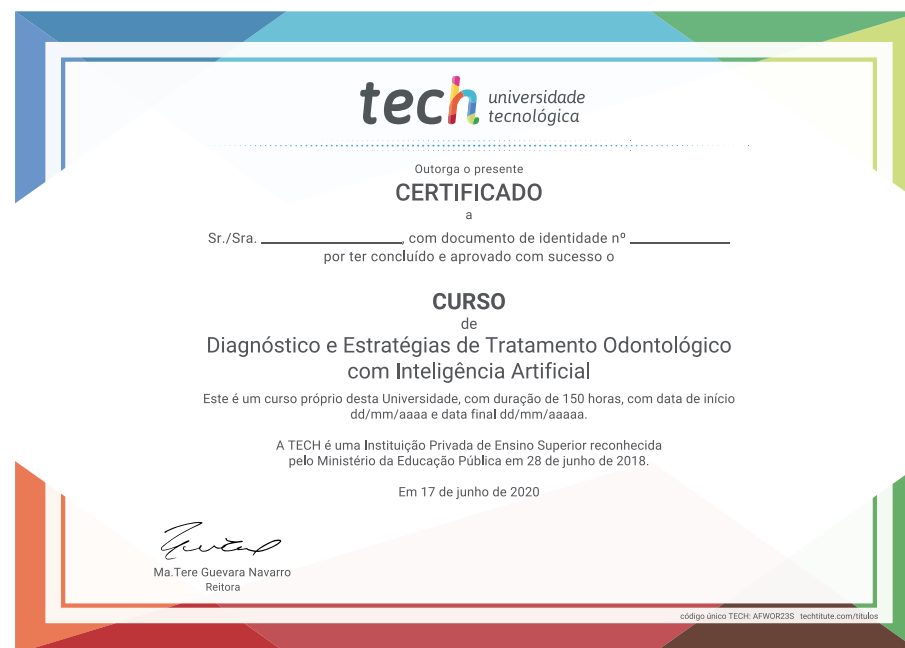 tech universidade
tecnológica
Outorga o presente
CERTIFICADO
a
Sr./Sra. ____________, com documento de identidade nº ____________
por ter concluído e aprovado com sucesso o
CURSO
de
Diagnóstico e Estratégias de Tratamento Odontológico
com Inteligência Artificial
Este é um curso próprio desta Universidade, com duração de 150 horas, com data de início
dd/mm/aaaa e data final dd/mm/aaaaa.
A TECH é uma Instituição Privada de Ensino Superior reconhecida
pelo Ministério da Educação Pública em 28 de junho de 2018.
Em 17 de junho de 2020
Ma.Tere Guevara Navarro
Reitora
código único TECH: AFWOR23S techtitute.com/titulos